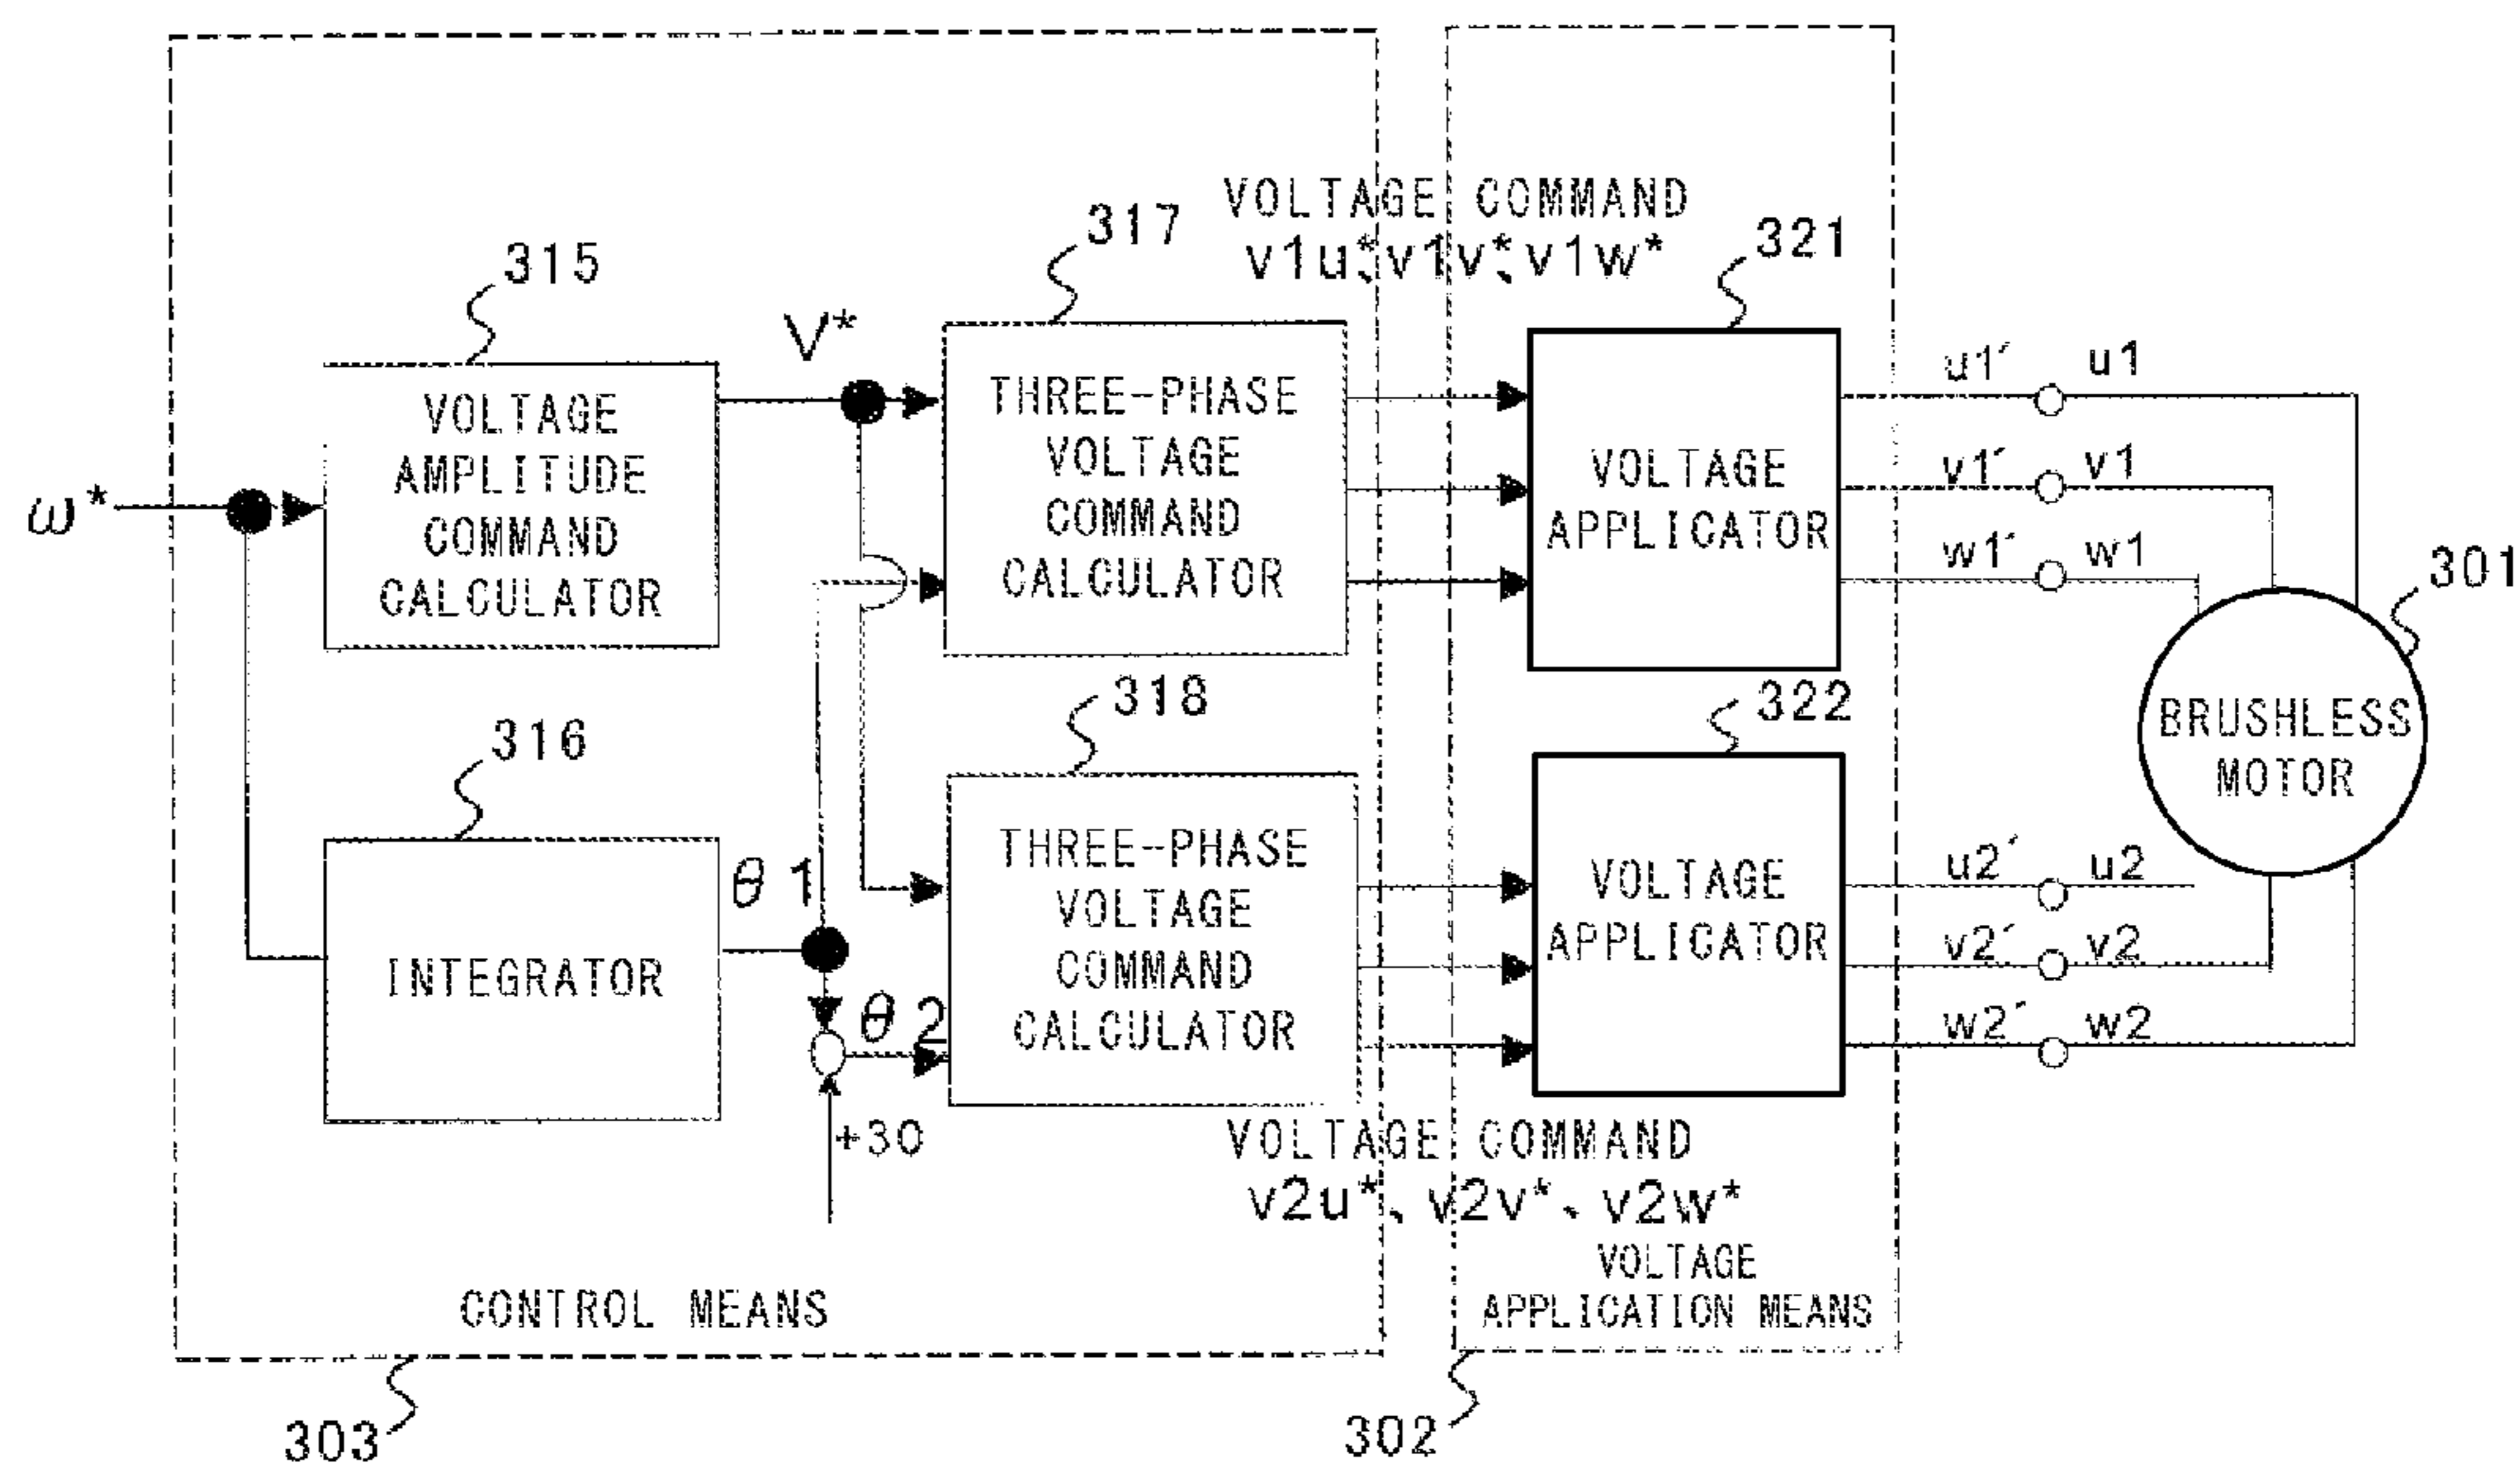 VOLTAGE COMMAND
v1u*、v1v*、v1w*
315
317
321
V*
VOLTAGE
AMPLITUDE
COMMAND
CALCULATOR
THREE-PHASE
VOLTAGE
COMMAND
CALCULATOR
VOLTAGE
APPLICATOR
u1´ u1
v1´ v1
w1´ w1
ω*
301
BRUSHLESS
MOTOR
316
318
322
INTEGRATOR
θ1
θ2
+30
THREE-PHASE
VOLTAGE
COMMAND
CALCULATOR
VOLTAGE
APPLICATOR
u2´ u2
v2´ v2
w2´ w2
VOLTAGE COMMAND
v2u*、v2v*、v2w*
CONTROL MEANS
VOLTAGE
APPLICATION MEANS
303
302